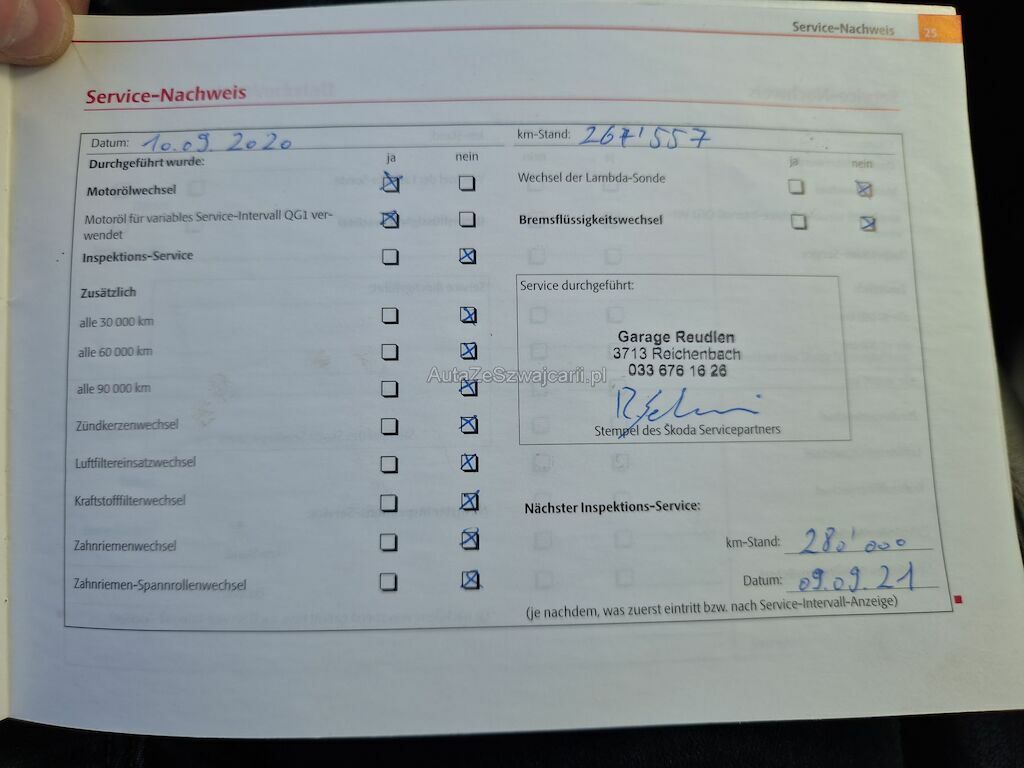 Service-Nachweis 25
Service-Nachweis
Datum: 10.09.2020
Durchgeführt wurde: ja nein
Motorölwechsel
Motoröl für variables Service-Intervall QG1 ver-
wendet
Inspektions-Service
Zusätzlich
alle 30 000 km
alle 60 000 km
alle 90 000 km
Zündkerzenwechsel
Luftfiltereinsatzwechsel
Kraftstofffilterwechsel
Zahnriemenwechsel
Zahnriemen-Spannrollenwechsel
km-Stand: 267'557
ja nein
Wechsel der Lambda-Sonde
Bremsflüssigkeitswechsel
Service durchgeführt:
Garage Reudlen
3713 Reichenbach
033 676 16 26
Stempel des Škoda Servicepartners
Nächster Inspektions-Service:
km-Stand: 280'000
Datum: 09.09.21
(je nachdem, was zuerst eintritt bzw. nach Service-Intervall-Anzeige)
AutaZeSzwajcarii.pl